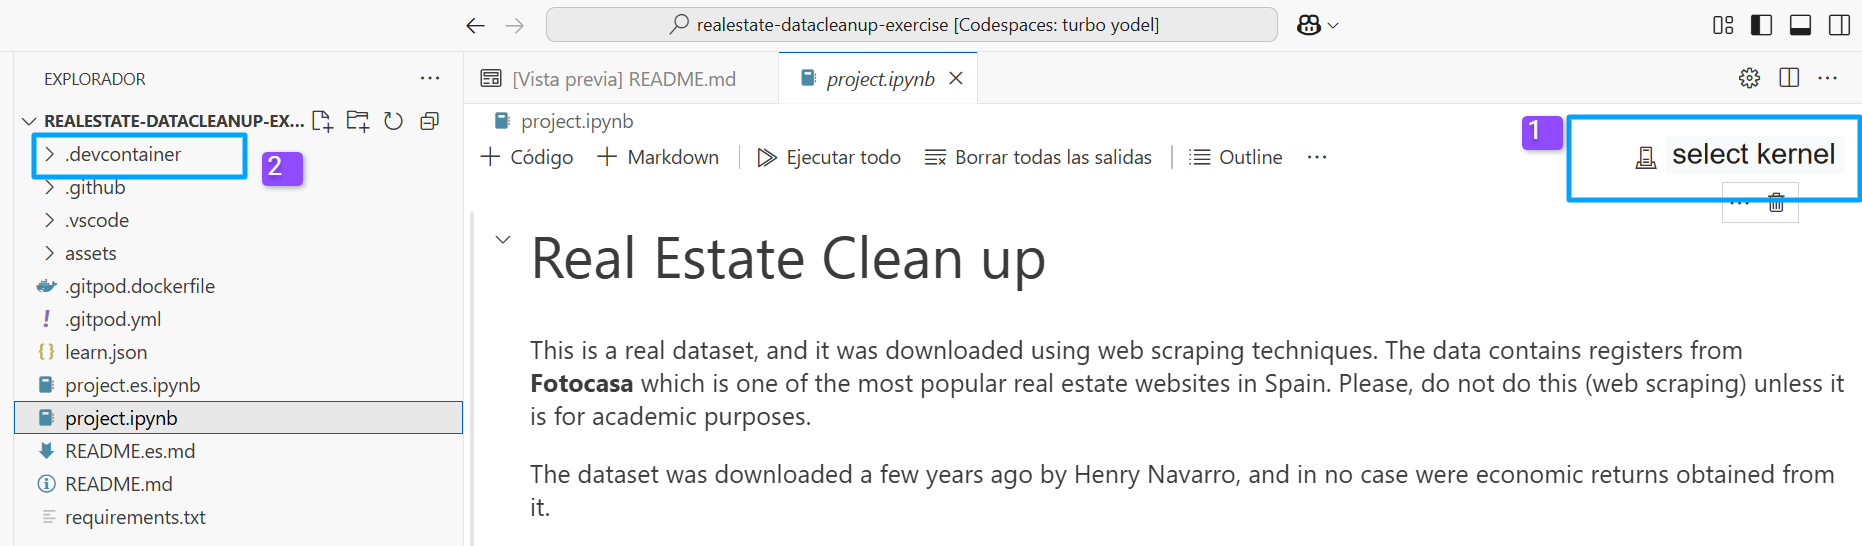 realestate-datacleanup-exercise [Codespaces: turbo yodel]
EXPLORADOR
REALESTATE-DATACLEANUP-EX...
.devcontainer
2
.github
.vscode
assets
.gitpod.dockerfile
.gitpod.yml
learn.json
project.es.ipynb
project.ipynb
README.es.md
README.md
requirements.txt
[Vista previa] README.md
project.ipynb
project.ipynb
Código
Markdown
Ejecutar todo
Borrar todas las salidas
Outline
1
select kernel
Real Estate Clean up
This is a real dataset, and it was downloaded using web scraping techniques. The data contains registers from
Fotocasa which is one of the most popular real estate websites in Spain. Please, do not do this (web scraping) unless it
is for academic purposes.
The dataset was downloaded a few years ago by Henry Navarro, and in no case were economic returns obtained from
it.